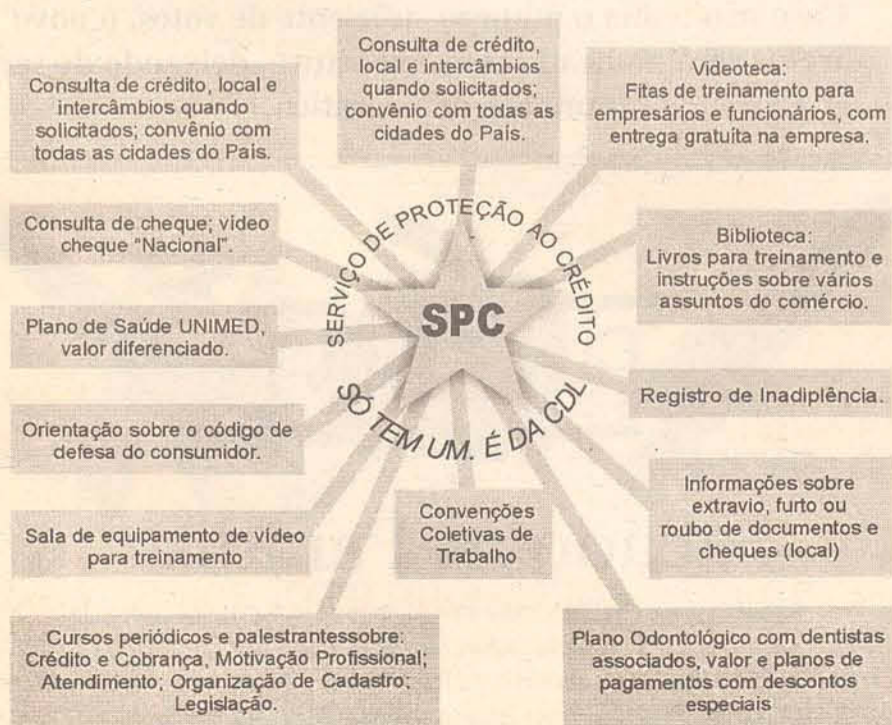 Consulta de crédito, local e
intercâmbios quando
solicitados; convênio com
todas as cidades do País.
Consulta de crédito,
local e intercâmbios
quando solicitados;
convênio com todas as
cidades do País.
Videoteca:
Fitas de treinamento para
empresários e funcionários, com
entrega gratuíta na empresa.
Consulta de cheque; vídeo
cheque “Nacional”.
SERVIÇO DE PROTEÇÃO AO CRÉDITO
SPC
SÓ TEM UM. É DA CDL
Biblioteca:
Livros para treinamento e
instruções sobre vários
assuntos do comércio.
Plano de Saúde UNIMED,
valor diferenciado.
Registro de Inadiplência.
Orientação sobre o código de
defesa do consumidor.
Informações sobre
extravio, furto ou
roubo de documentos e
cheques (local)
Sala de equipamento de vídeo
para treinamento
Convenções
Coletivas de
Trabalho
Cursos periódicos e palestrantessobre:
Crédito e Cobrança, Motivação Profissional;
Atendimento; Organização de Cadastro;
Legislação.
Plano Odontológico com dentistas
associados, valor e planos de
pagamentos com descontos
especiais